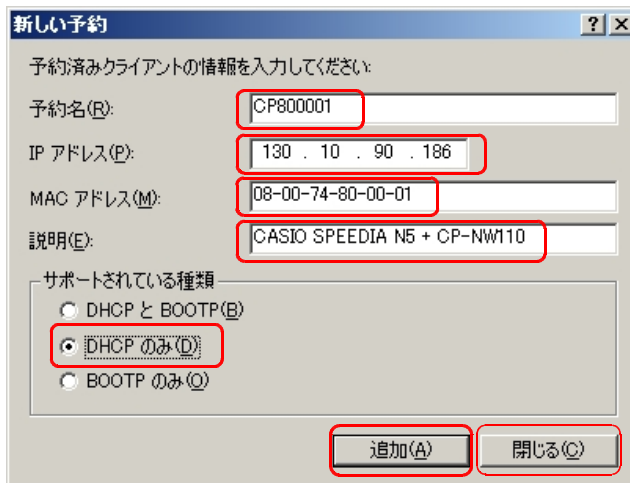 新しい予約
予約済みクライアントの情報を入力してください:
予約名(R): CP800001
IP アドレス(P): 130 . 10 . 90 . 186
MAC アドレス(M): 08-00-74-80-00-01
説明(E): CASIO SPEEDIA N5 + CP-NW110
サポートされている種類
DHCP と BOOTP(B)
DHCP のみ(D)
BOOTP のみ(O)
追加(A) 閉じる(C)